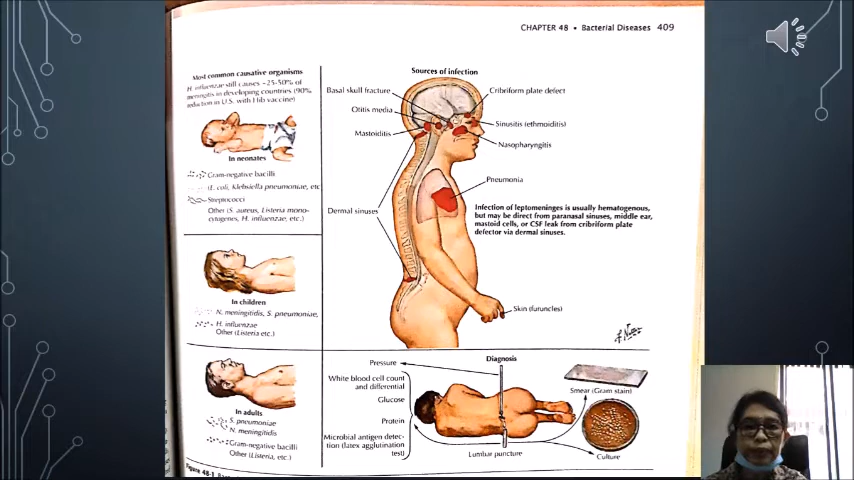 CHAPTER 48 • Bacterial Diseases 409
Most common causative organisms
H. influenzae still causes ~25-50% of
meningitis in developing countries (90%
reduction in U.S. with Hib vaccine)
In neonates
Gram-negative bacilli
(E. coli, Klebsiella pneumoniae, etc
Streptococci
Other (S. aureus, Listeria mono-
cytogenes, H. influenzae, etc.)
In children
N. meningitidis, S. pneumoniae,
H. influenzae
Other (Listeria etc.)
In adults
S. pneumoniae
N. meningitidis
Gram-negative bacilli
Other (Listeria, etc.)
Figure 48-1
Sources of infection
Basal skull fracture
Otitis media
Mastoiditis
Dermal sinuses
Cribriform plate defect
Sinusitis (ethmoiditis)
Nasopharyngitis
Pneumonia
Infection of leptomeninges is usually hematogenous,
but may be direct from paranasal sinuses, middle ear,
mastoid cells, or CSF leak from cribriform plate
defector via dermal sinuses.
Skin (furuncles)
Diagnosis
Pressure
White blood cell count
and differential
Glucose
Protein
Microbial antigen detec-
tion (latex agglutination
test)
Lumbar puncture
Smear (Gram stain)
Culture